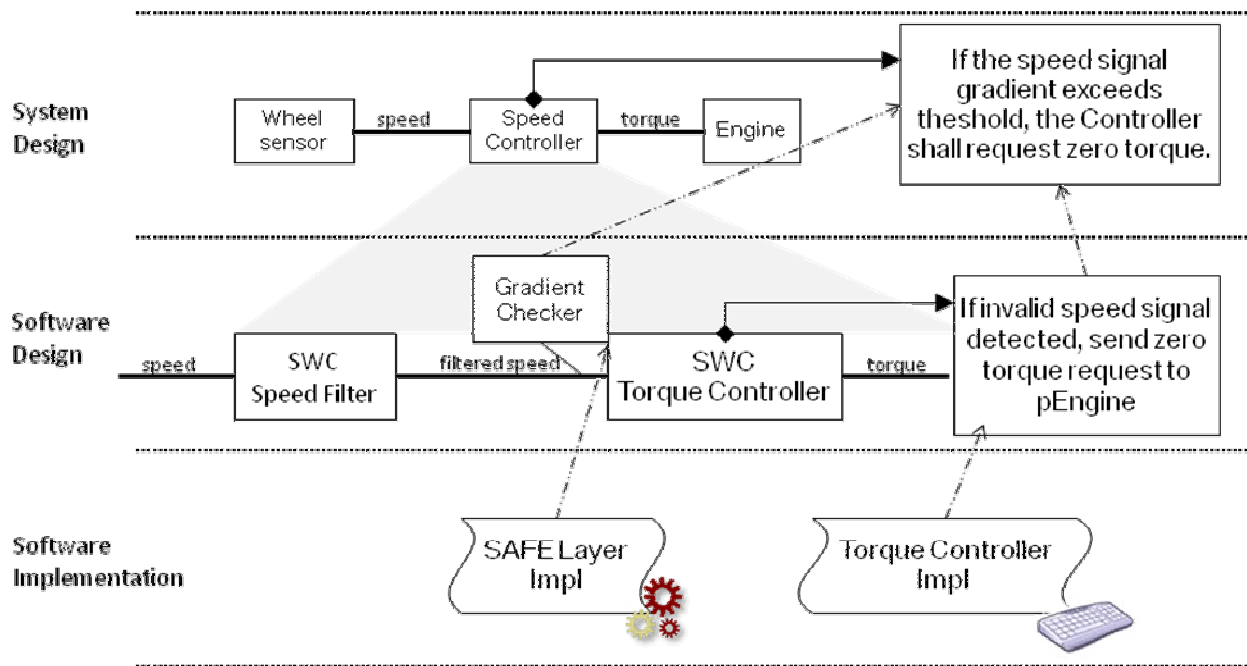 System
Design
Wheel
sensor
speed
Speed
Controller
torque
Engine
If the speed signal
gradient exceeds
theshold, the Controller
shall request zero torque.
Software
Design
speed
SWC
Speed Filter
filtered speed
Gradient
Checker
SWC
Torque Controller
torque
If invalid speed signal
detected, send zero
torque request to
pEngine
Software
Implementation
SAFE Layer
Impl
Torque Controller
Impl